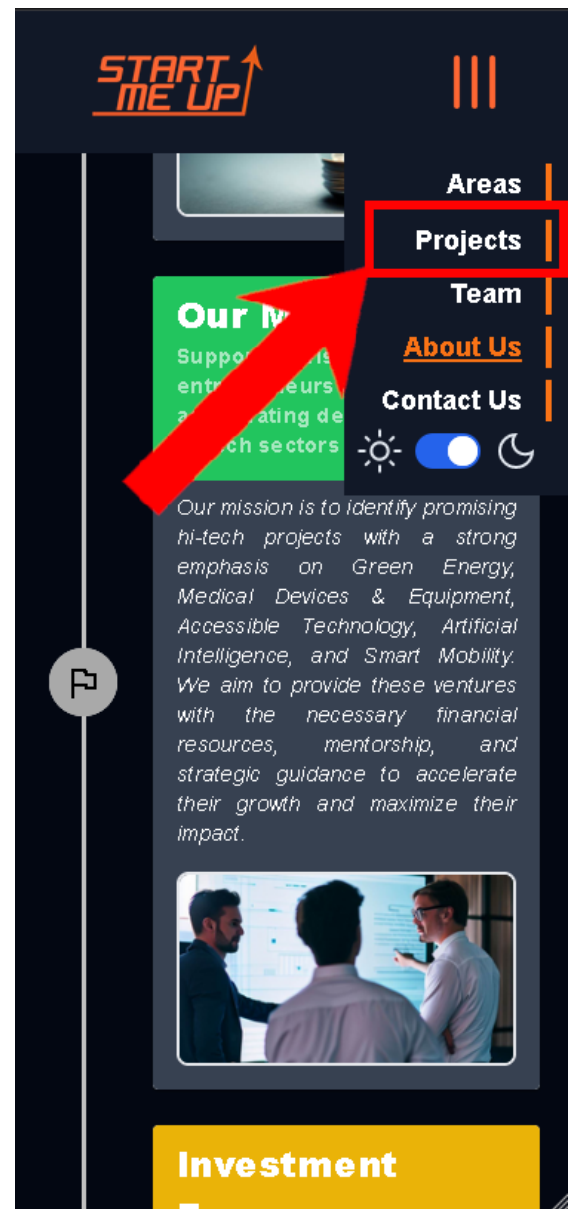 START
ME UP
Areas
Projects
Team
About Us
Contact Us
Our
entr
ating de
ch sectors
Our mission is to identify promising
hi-tech projects with a strong
emphasis on Green Energy,
Medical Devices & Equipment,
Accessible Technology, Artificial
Intelligence, and Smart Mobility.
We aim to provide these ventures
with the necessary financial
resources, mentorship, and
strategic guidance to accelerate
their growth and maximize their
impact.
Investment